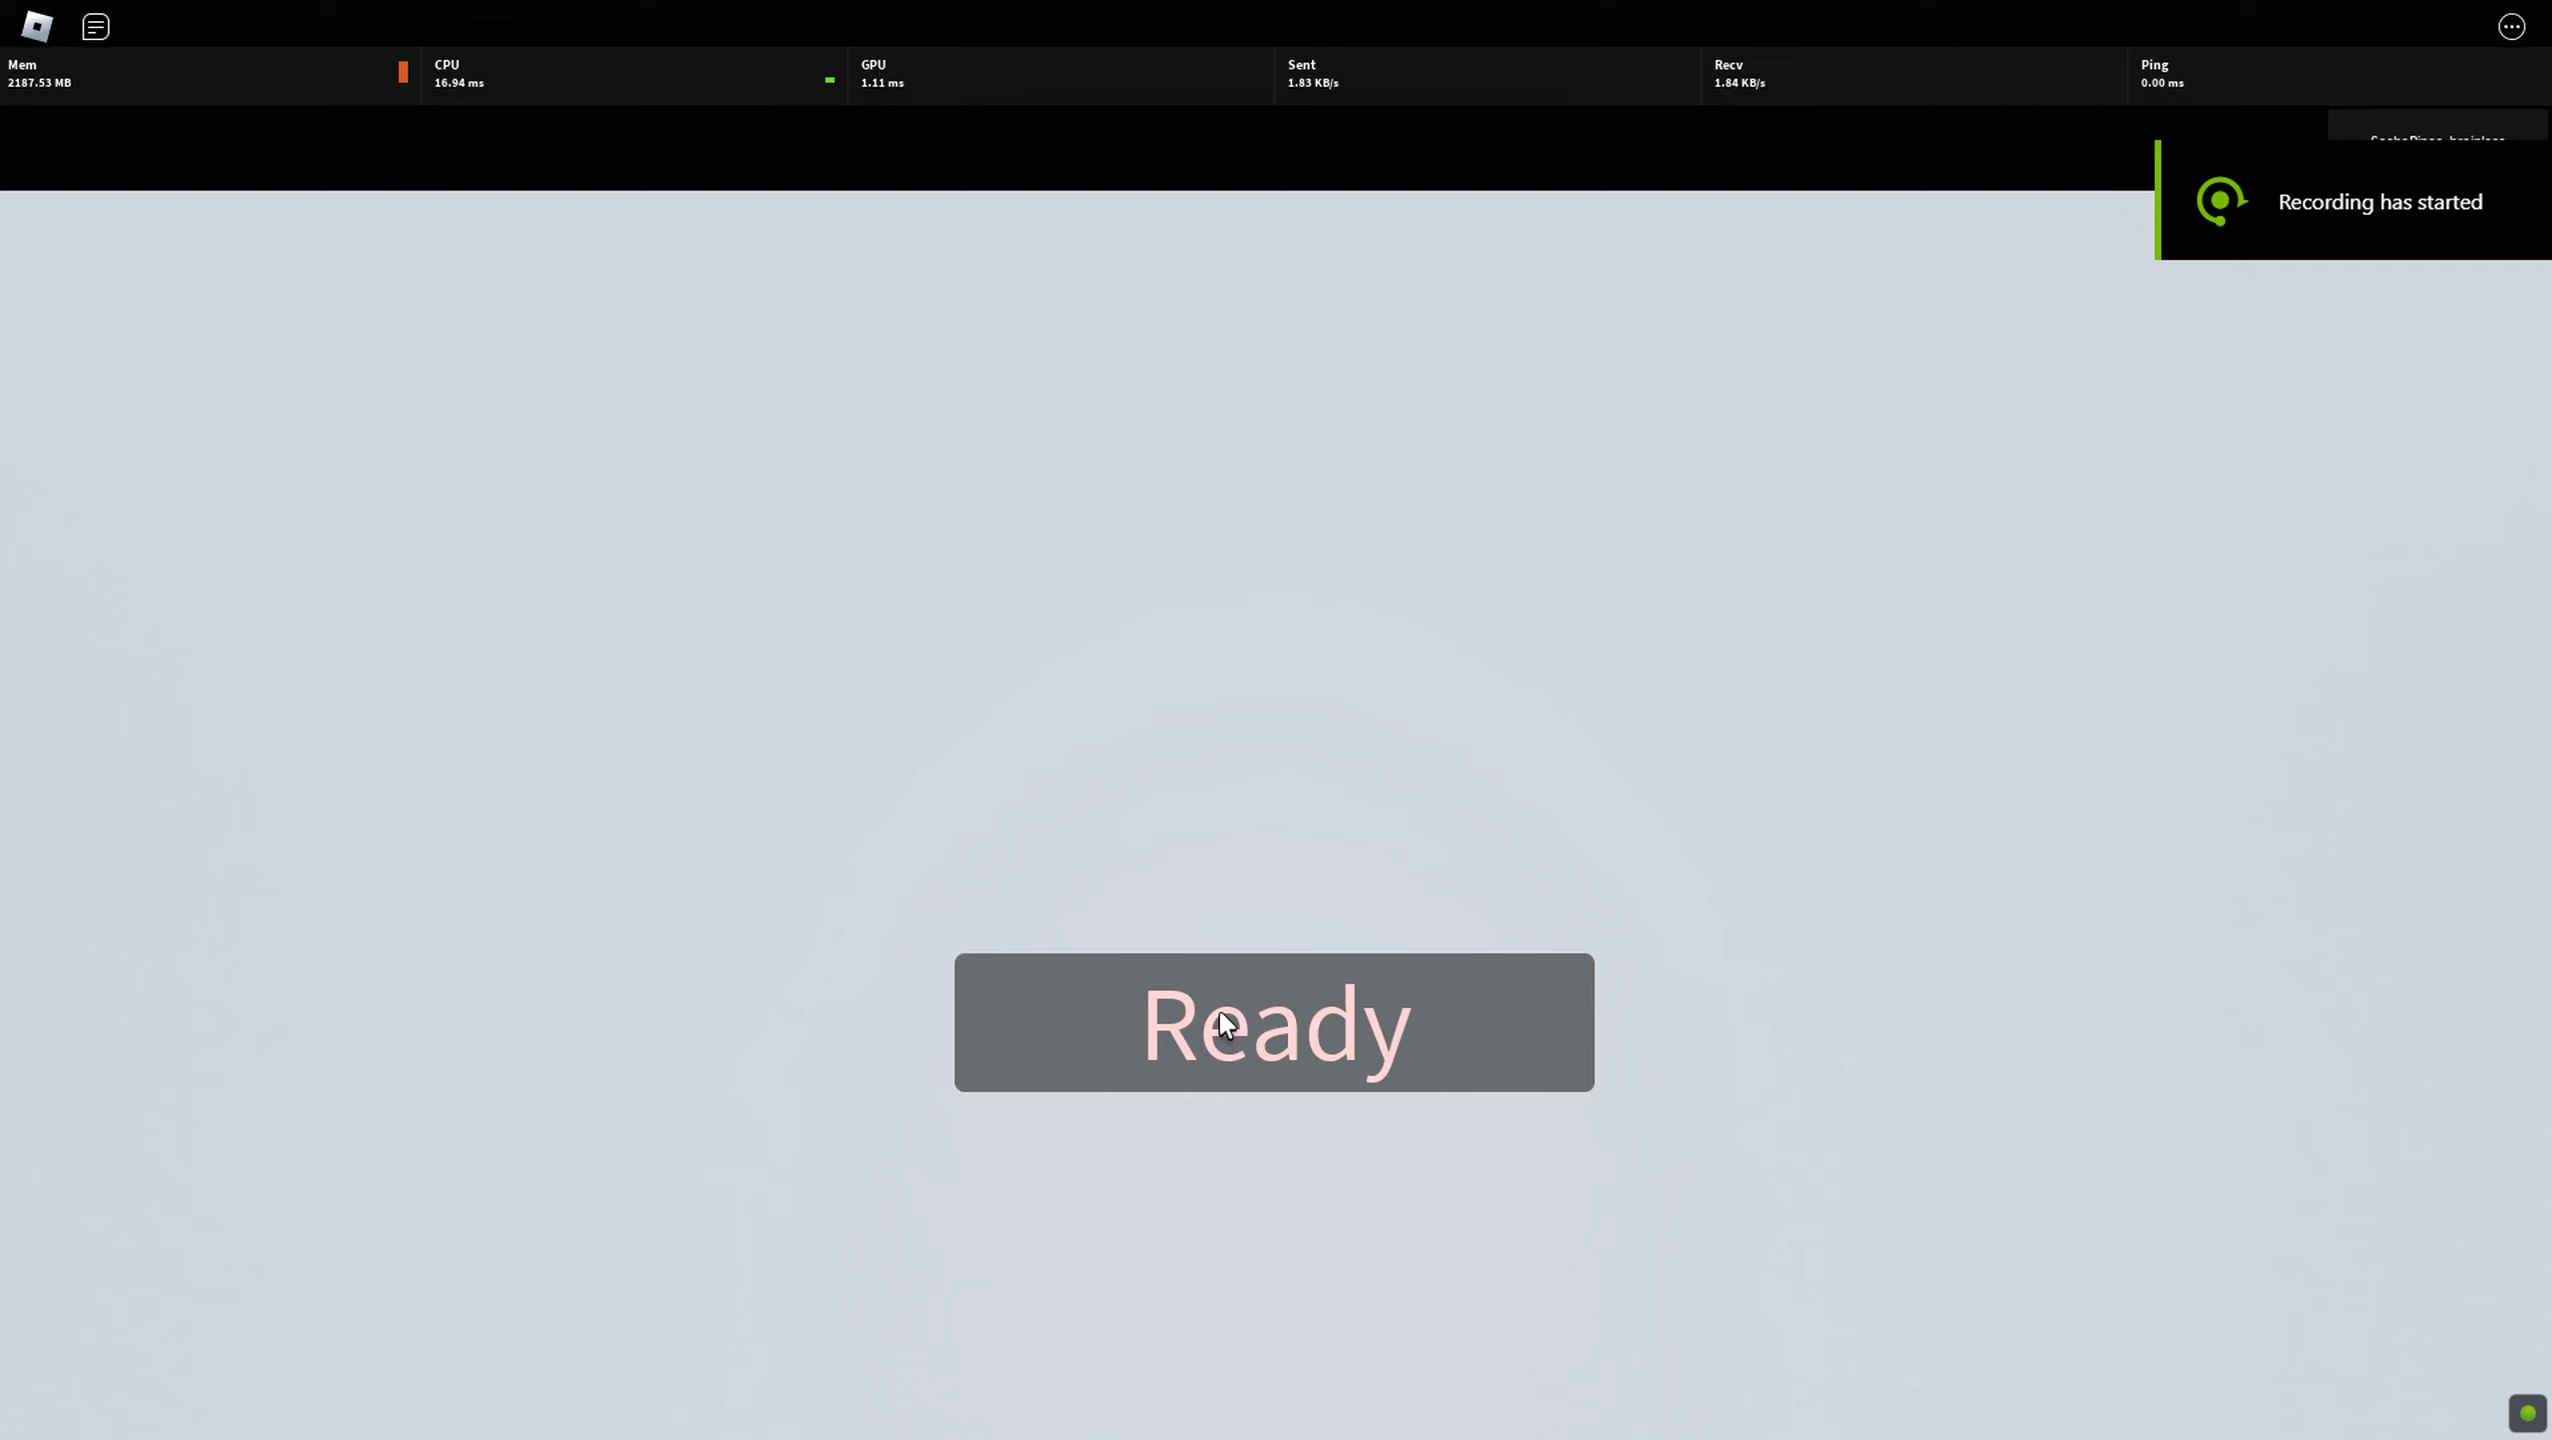 Mem
2187.53 MB
CPU
16.94 ms
GPU
1.11 ms
Sent
1.83 KB/s
Recv
1.84 KB/s
Ping
0.00 ms
Recording has started
Ready